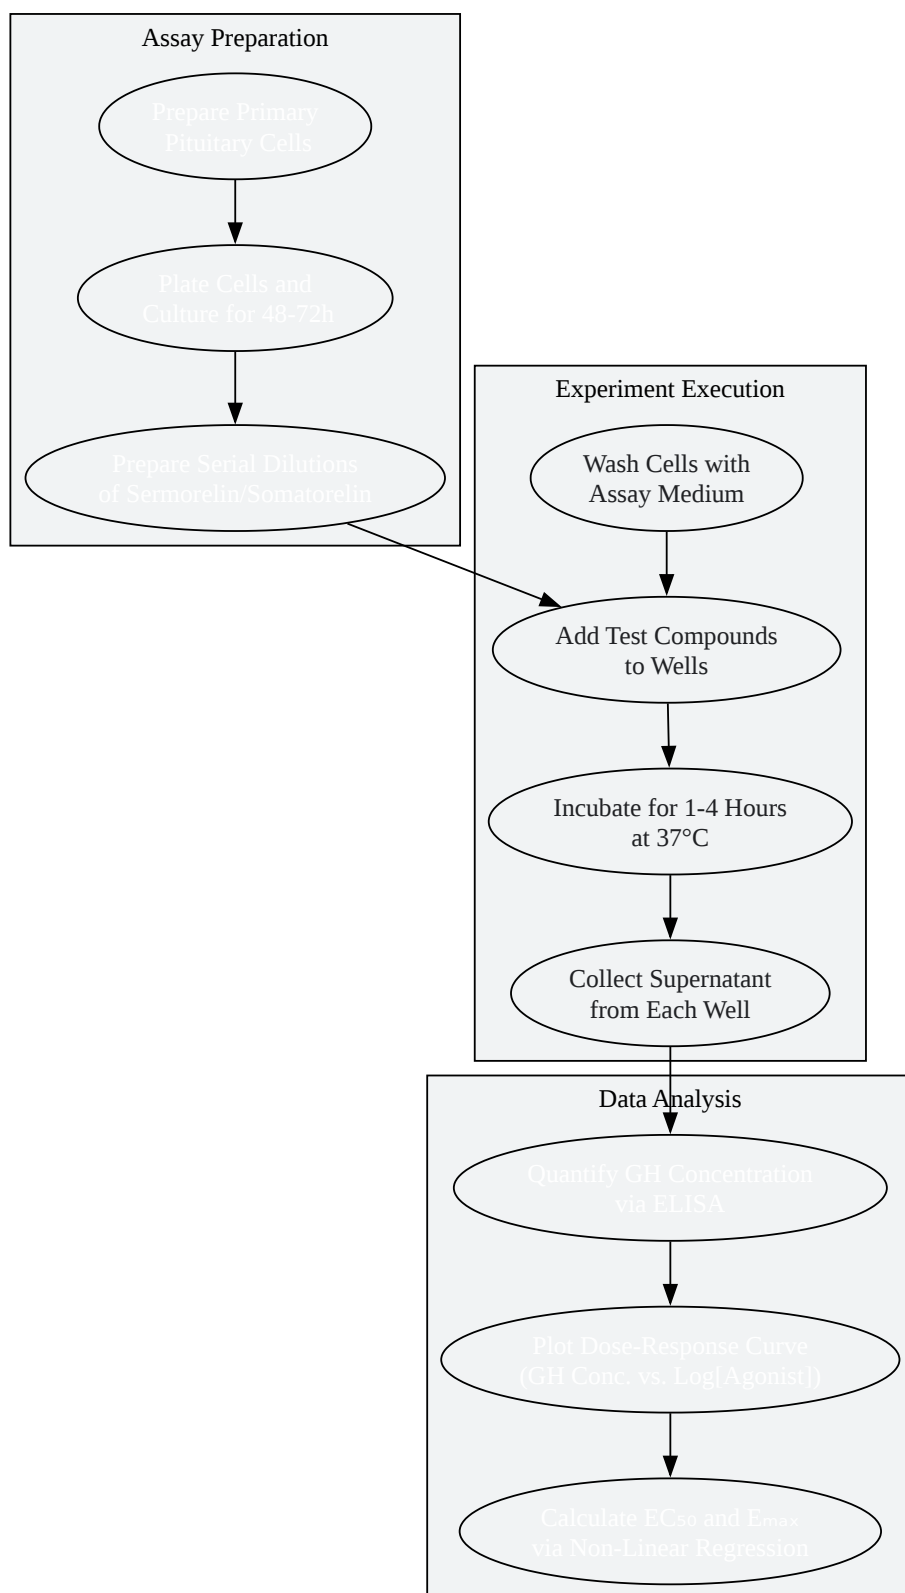 Assay Preparation
Prepare Primary
Pituitary Cells
Plate Cells and
Culture for 48-72h
Prepare Serial Dilutions
of Sermorelin/Somatorelin
Experiment Execution
Wash Cells with
Assay Medium
Add Test Compounds
to Wells
Incubate for 1-4 Hours
at 37°C
Collect Supernatant
from Each Well
Data Analysis
Quantify GH Concentration
via ELISA
Plot Dose-Response Curve
(GH Conc. vs. Log[Agonist])
Calculate EC₅₀ and Eₘₐₓ
via Non-Linear Regression